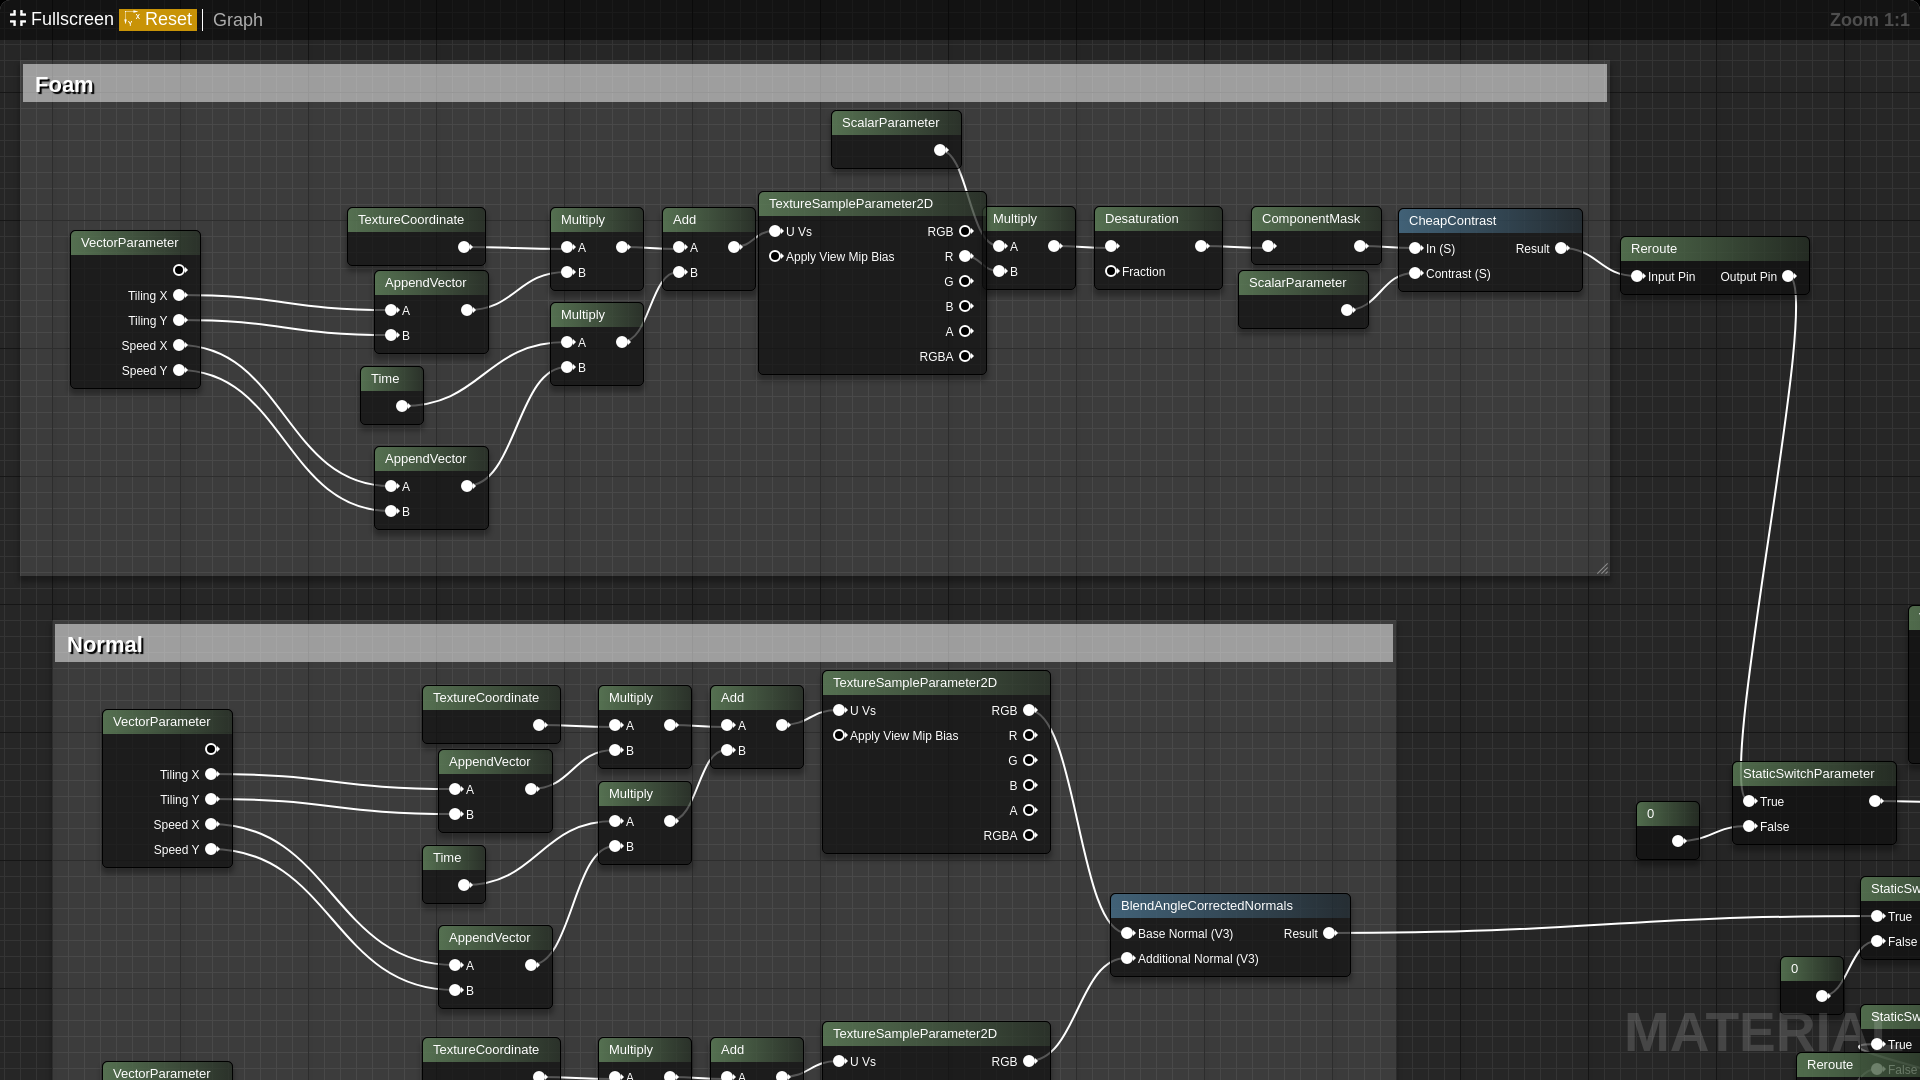 Fullscreen Reset Graph
Zoom 1:1
Foam
ScalarParameter
TextureCoordinate
Multiply
A
B
Add
A
B
TextureSampleParameter2D
U Vs
RGB
Apply View Mip Bias
R
G
B
A
RGBA
Multiply
A
B
Desaturation
Fraction
ComponentMask
CheapContrast
In (S)
Result
Contrast (S)
ScalarParameter
Reroute
Input Pin
Output Pin
VectorParameter
Tiling X
Tiling Y
Speed X
Speed Y
AppendVector
A
B
Multiply
A
B
Time
AppendVector
A
B
Normal
TextureCoordinate
Multiply
A
B
Add
A
B
TextureSampleParameter2D
U Vs
RGB
Apply View Mip Bias
R
G
B
A
RGBA
VectorParameter
Tiling X
Tiling Y
Speed X
Speed Y
AppendVector
A
B
Multiply
A
B
Time
AppendVector
A
B
BlendAngleCorrectedNormals
Base Normal (V3)
Result
Additional Normal (V3)
StaticSwitchParameter
True
False
0
StaticSw
True
False
0
StaticSw
True
False
Reroute
MATERIAL
TextureCoordinate
Multiply
A
Add
A
TextureSampleParameter2D
U Vs
RGB
VectorParameter